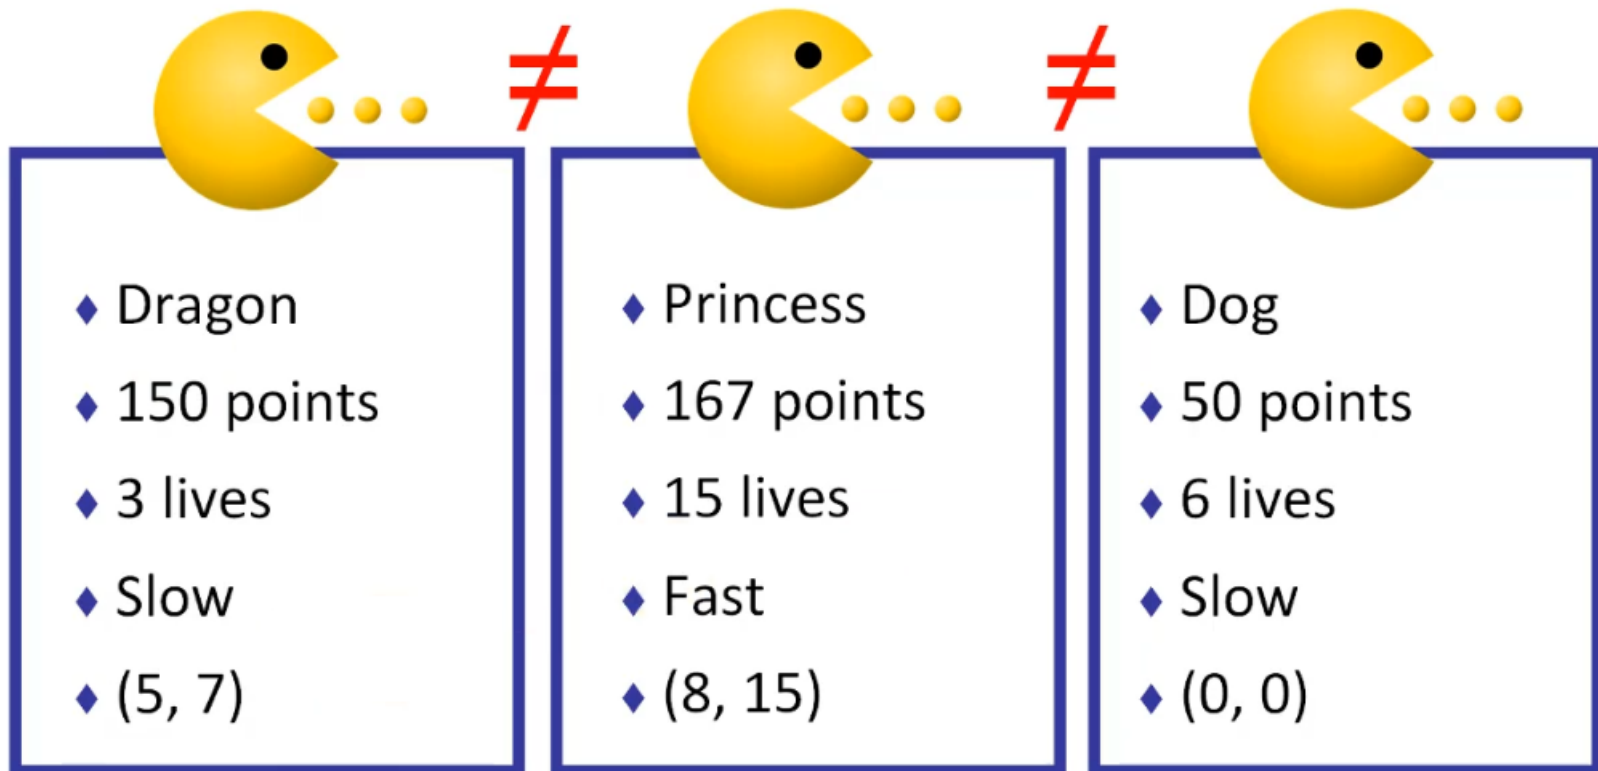 ≠ ≠
♦ Dragon
♦ 150 points
♦ 3 lives
♦ Slow
♦ (5, 7)
♦ Princess
♦ 167 points
♦ 15 lives
♦ Fast
♦ (8, 15)
♦ Dog
♦ 50 points
♦ 6 lives
♦ Slow
♦ (0, 0)